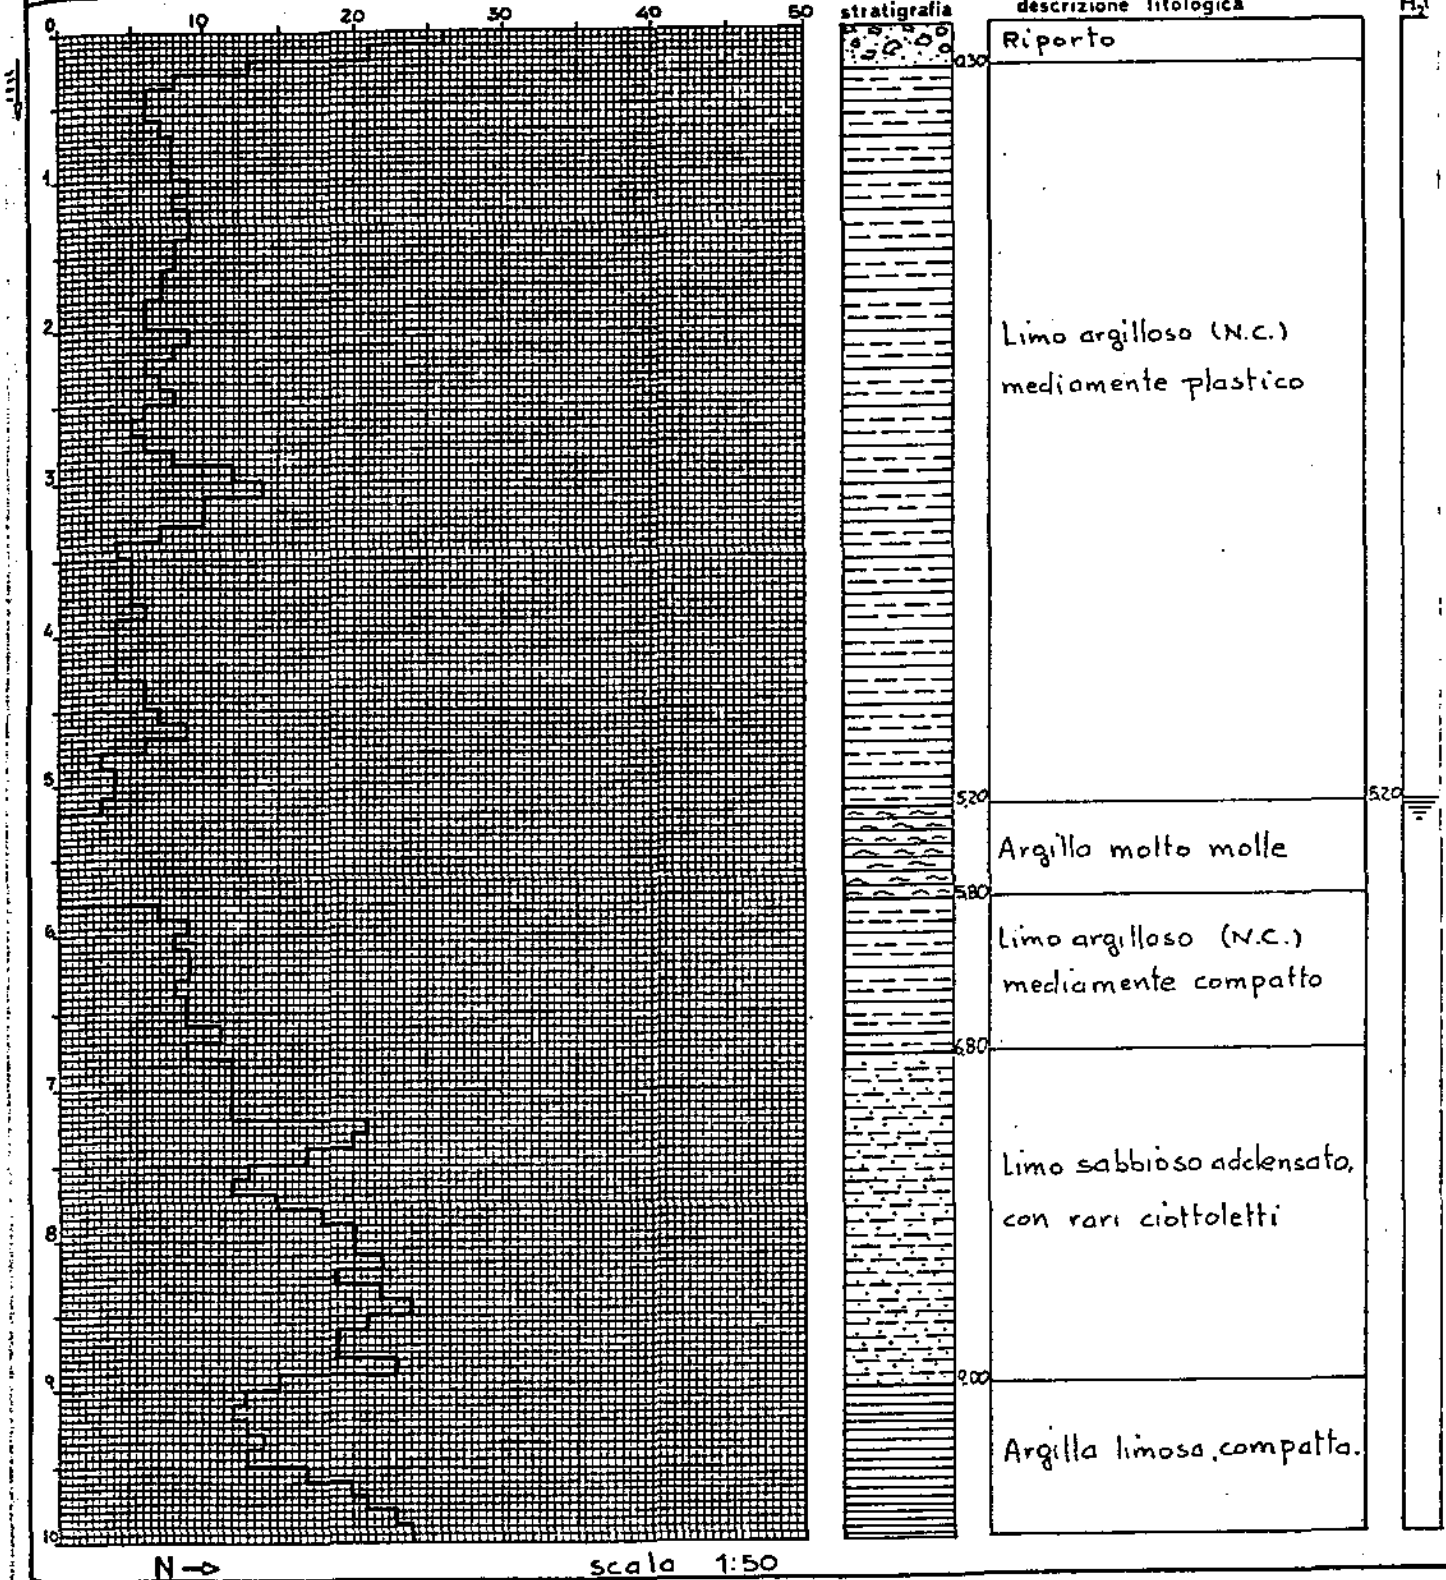 0 10 20 30 40 50
stratigrafia
descrizione litologica
Riporto
0.30
1
2
Limo argilloso (N.C.)
mediamente plastico
3
4
5
5.20
5.20
Argilla molto molle
5.80
6
Limo argilloso (N.C.)
mediamente compatto
6.80
7
Limo sabbioso addensato,
con rari ciottoletti
8
9
9.00
Argilla limosa, compatta.
10
N →
scala 1:50